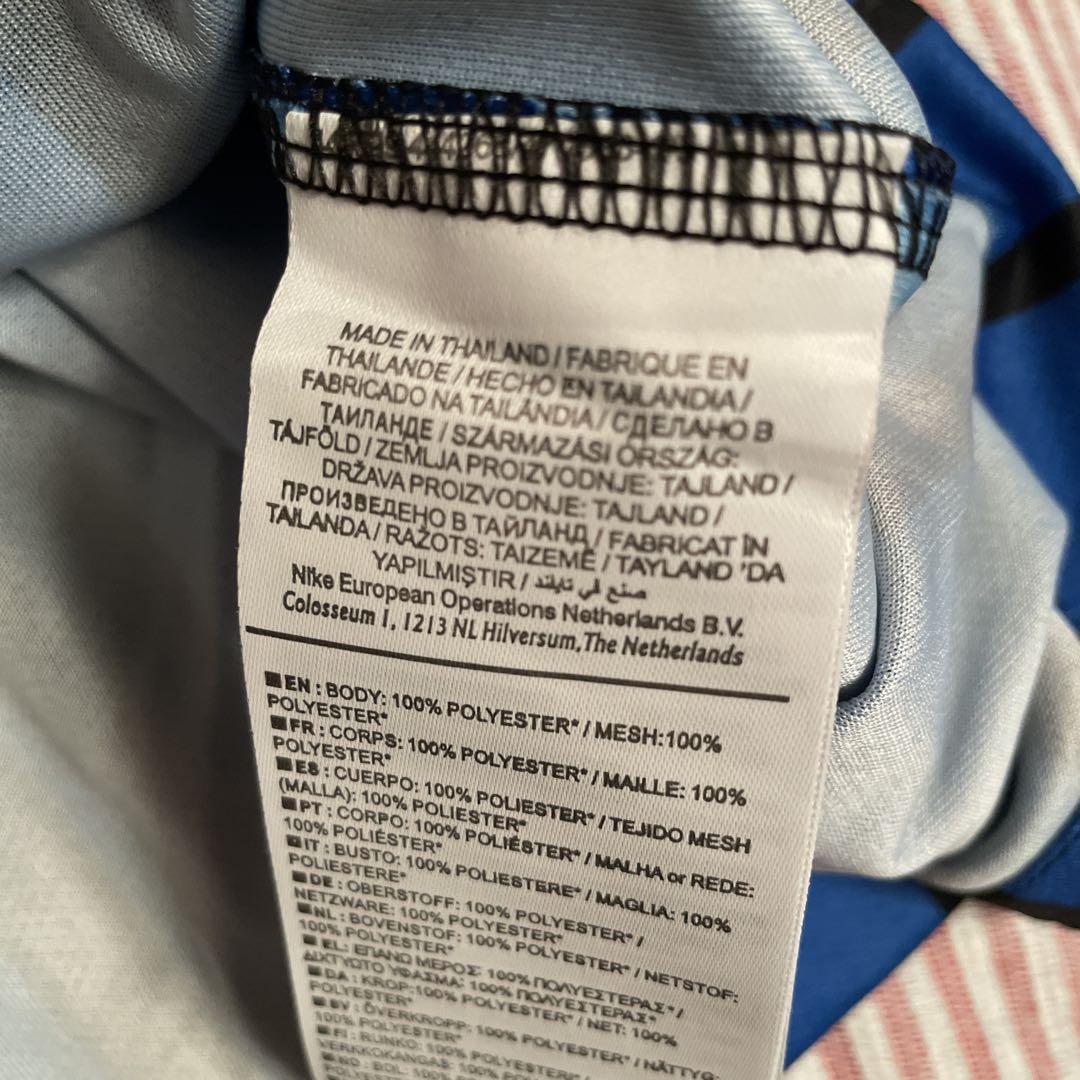 MADE IN THAILAND / FABRIQUE EN
THAILANDE / HECHO EN TAILANDIA /
FABRICADO NA TAILÂNDIA / СДЕЛАНО В
ТАИЛАНДЕ / SZÁRMAZÁSI ORSZÁG:
TÁJFÖLD / ZEMLJA PROIZVODNJE: TAJLAND /
DRŽAVA PROIZVODNJE: TAJLAND /
ПРОИЗВЕДЕНО В ТАЙЛАНД / FABRICAT ÎN
TAILANDA / RAŽOTS: TAIZEMĒ / TAYLAND 'DA
YAPILMIŞTIR / صنع في تايلند
Nike European Operations Netherlands B.V.
Colosseum 1, 1213 NL Hilversum, The Netherlands
EN : BODY: 100% POLYESTER* / MESH:100%
POLYESTER*
FR : CORPS: 100% POLYESTER* / MAILLE: 100%
POLYESTER*
ES : CUERPO: 100% POLIESTER* / TEJIDO MESH
(MALLA): 100% POLIESTER*
PT : CORPO: 100% POLIÉSTER* / MALHA or REDE:
100% POLIÉSTER*
IT : BUSTO: 100% POLIESTERE* / MAGLIA: 100%
POLIESTERE*
DE : OBERSTOFF: 100% POLYESTER* /
NETZWARE: 100% POLYESTER*
NL : BOVENSTOF: 100% POLYESTER* / NETSTOF:
100% POLYESTER*
EL: ΕΠΑΝΩ ΜΕΡΟΣ: 100% ΠΟΛΥΕΣΤΕΡΑΣ* /
ΔΙΧΤΥΩΤΟ ΥΦΑΣΜΑ: 100% ΠΟΛΥΕΣΤΕΡΑΣ*
DA : KROP:100% POLYESTER* / NET: 100%
POLYESTER*
SV : ÖVERKROPP: 100% POLYESTER* / NÄTTYG:
100% POLYESTER*
FI : RUNKO: 100% POLYESTER* /
VERKKOKANGAS: 100% POLYESTER*
NO : BOL: 100% POLYESTER*